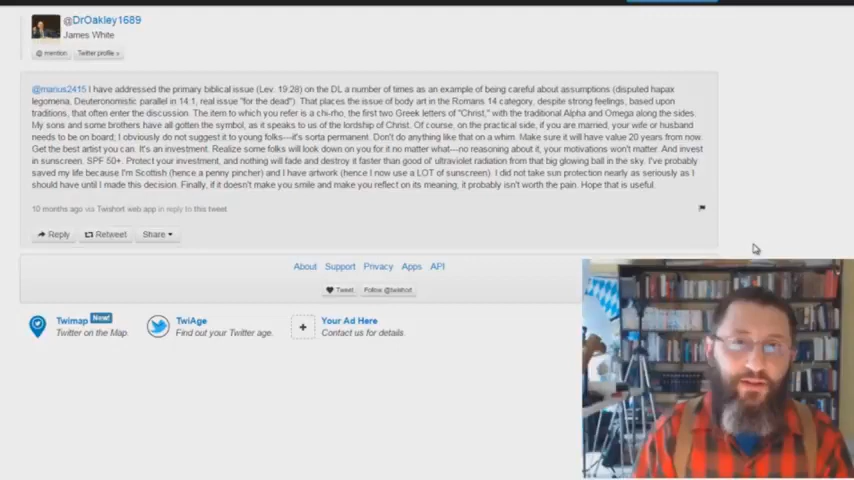 @DrOakley1689
James White
@ mention
Twitter profile »
@marius2415 I have addressed the primary biblical issue (Lev. 19:28) on the DL a number of times as an example of being careful about assumptions (disputed hapax
legomena, Deuteronomistic parallel in 14:1, real issue "for the dead"). That places the issue of body art in the Romans 14 category, despite strong feelings, based upon
traditions, that often enter the discussion. The item to which you refer is a chi-rho, the first two Greek letters of "Christ," with the traditional Alpha and Omega along the sides.
My sons and some brothers have all gotten the symbol, as it speaks to us of the lordship of Christ. Of course, on the practical side, if you are married, your wife or husband
needs to be on board; I obviously do not suggest it to young folks---it's sorta permanent. Don't do anything like that on a whim. Make sure it will have value 20 years from now.
Get the best artist you can. It's an investment. Realize some folks will look down on you for it no matter what---no reasoning about it, your motivations won't matter. And invest
in sunscreen. SPF 50+. Protect your investment, and nothing will fade and destroy it faster than good ol' ultraviolet radiation from that big glowing ball in the sky. I've probably
saved my life because I'm Scottish (hence a penny pincher) and I have artwork (hence I now use a LOT of sunscreen). I did not take sun protection nearly as seriously as I
should have until I made this decision. Finally, if it doesn't make you smile and make you reflect on its meaning, it probably isn't worth the pain. Hope that is useful.
10 months ago via Twishort web app in reply to this tweet
Reply Retweet Share
About Support Privacy Apps API
Tweet Follow @twishort
Twimap New!
Twitter on the Map.
TwiAge
Find out your Twitter age.
Your Ad Here
Contact us for details.